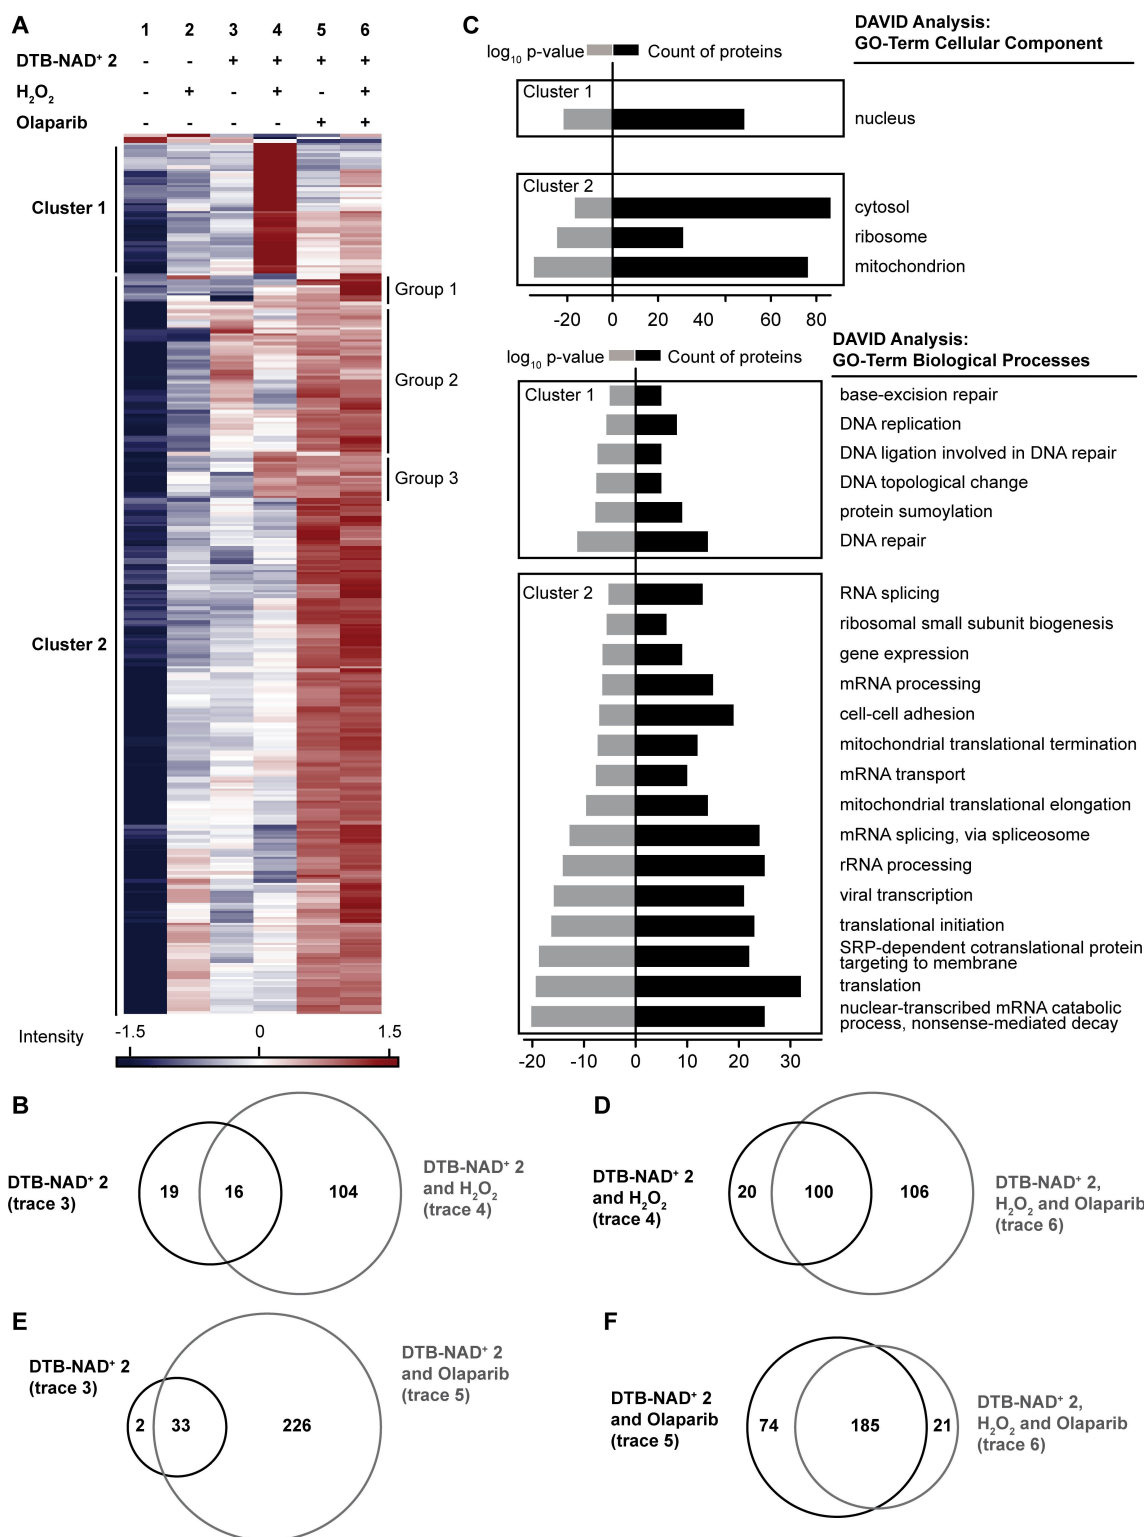 A
1 2 3 4 5 6
DTB-NAD⁺ 2 - - + + + +
H₂O₂ - + - + - +
Olaparib - - - - + +
Cluster 1
Group 1
Group 2
Group 3
Cluster 2
Intensity
-1.5 0 1.5
C
DAVID Analysis:
GO-Term Cellular Component
log₁₀ p-value Count of proteins
Cluster 1
nucleus
Cluster 2
cytosol
ribosome
mitochondrion
-20 0 20 40 60 80
DAVID Analysis:
GO-Term Biological Processes
log₁₀ p-value Count of proteins
Cluster 1
base-excision repair
DNA replication
DNA ligation involved in DNA repair
DNA topological change
protein sumoylation
DNA repair
Cluster 2
RNA splicing
ribosomal small subunit biogenesis
gene expression
mRNA processing
cell-cell adhesion
mitochondrial translational termination
mRNA transport
mitochondrial translational elongation
mRNA splicing, via spliceosome
rRNA processing
viral transcription
translational initiation
SRP-dependent cotranslational protein
targeting to membrane
translation
nuclear-transcribed mRNA catabolic
process, nonsense-mediated decay
-20 -10 0 10 20 30
B
DTB-NAD⁺ 2
(trace 3)
19 16 104
DTB-NAD⁺ 2
and H₂O₂
(trace 4)
D
DTB-NAD⁺ 2
and H₂O₂
(trace 4)
20 100 106
DTB-NAD⁺ 2,
H₂O₂ and Olaparib
(trace 6)
E
DTB-NAD⁺ 2
(trace 3)
2 33 226
DTB-NAD⁺ 2
and Olaparib
(trace 5)
F
DTB-NAD⁺ 2
and Olaparib
(trace 5)
74 185 21
DTB-NAD⁺ 2,
H₂O₂ and Olaparib
(trace 6)